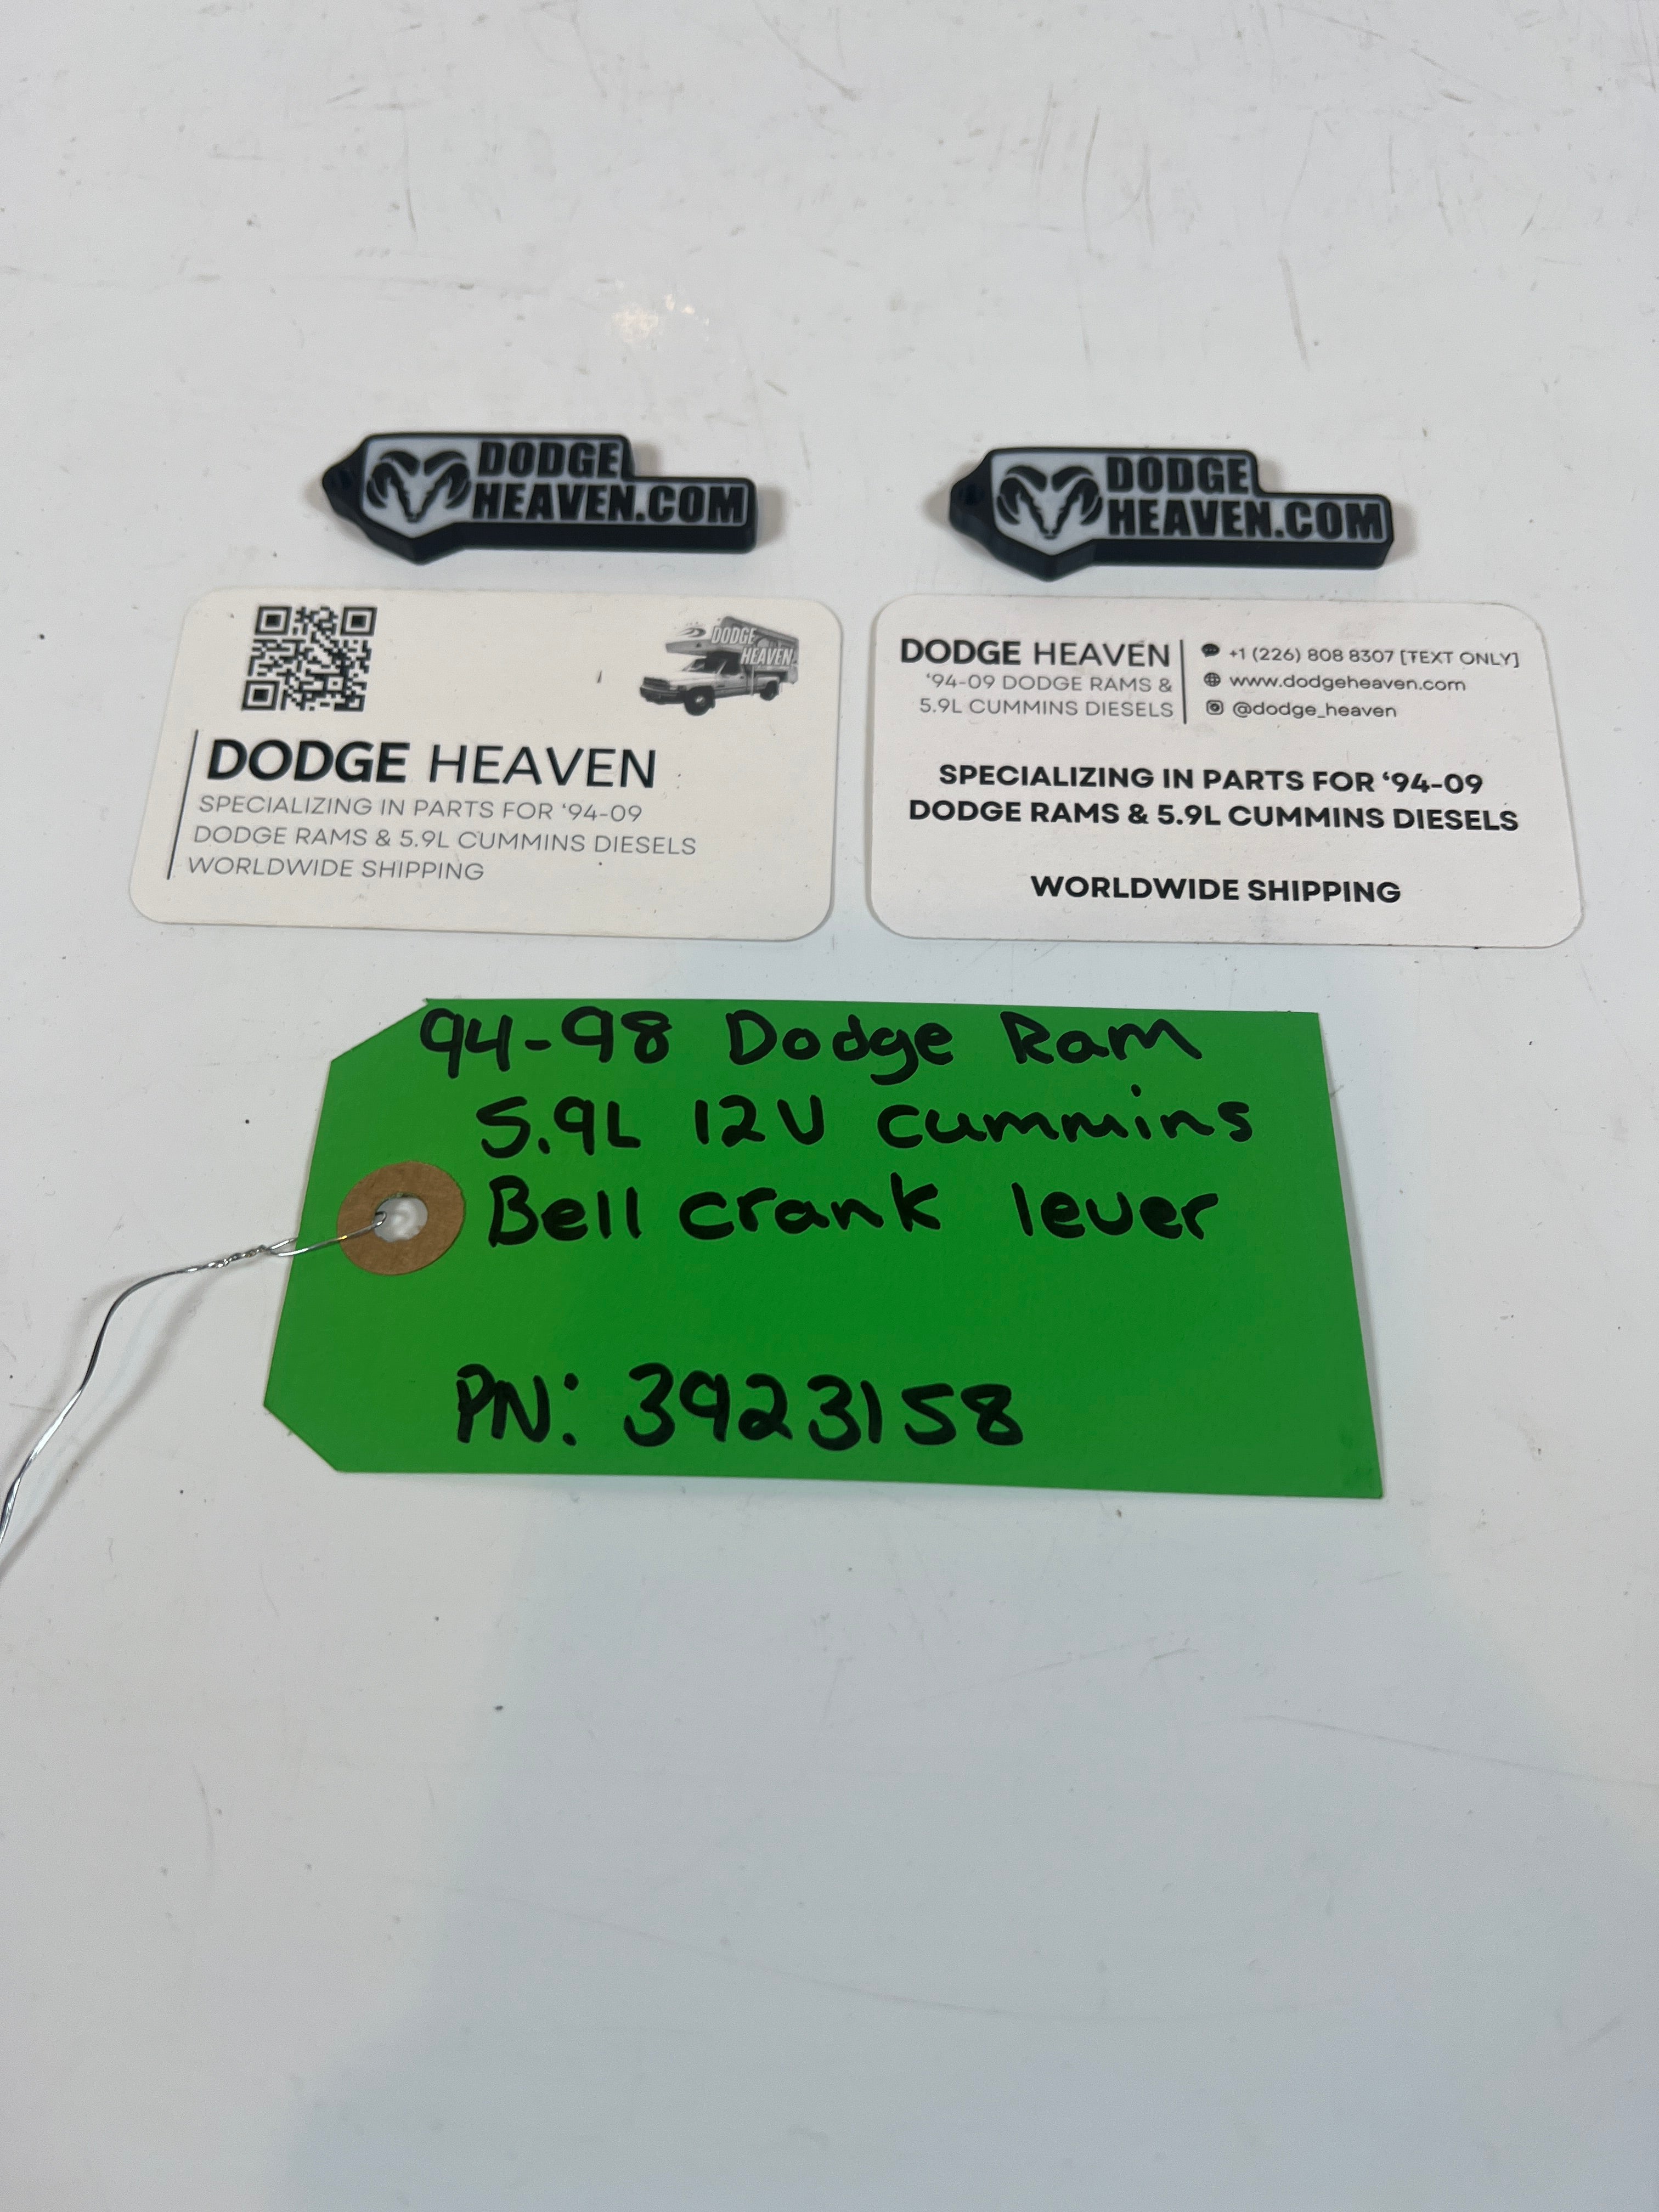 DODGE
HEAVEN.COM
DODGE
HEAVEN.COM
DODGE
HEAVEN
DODGE HEAVEN
SPECIALIZING IN PARTS FOR ‘94-09
DODGE RAMS & 5.9L CUMMINS DIESELS
WORLDWIDE SHIPPING
DODGE HEAVEN
‘94-09 DODGE RAMS &
5.9L CUMMINS DIESELS
+1 (226) 808 8307 [TEXT ONLY]
www.dodgeheaven.com
@dodge_heaven
SPECIALIZING IN PARTS FOR ‘94-09
DODGE RAMS & 5.9L CUMMINS DIESELS
WORLDWIDE SHIPPING
94-98 Dodge Ram
5.9L 12V cummins
Bell crank lever
PN: 3923158